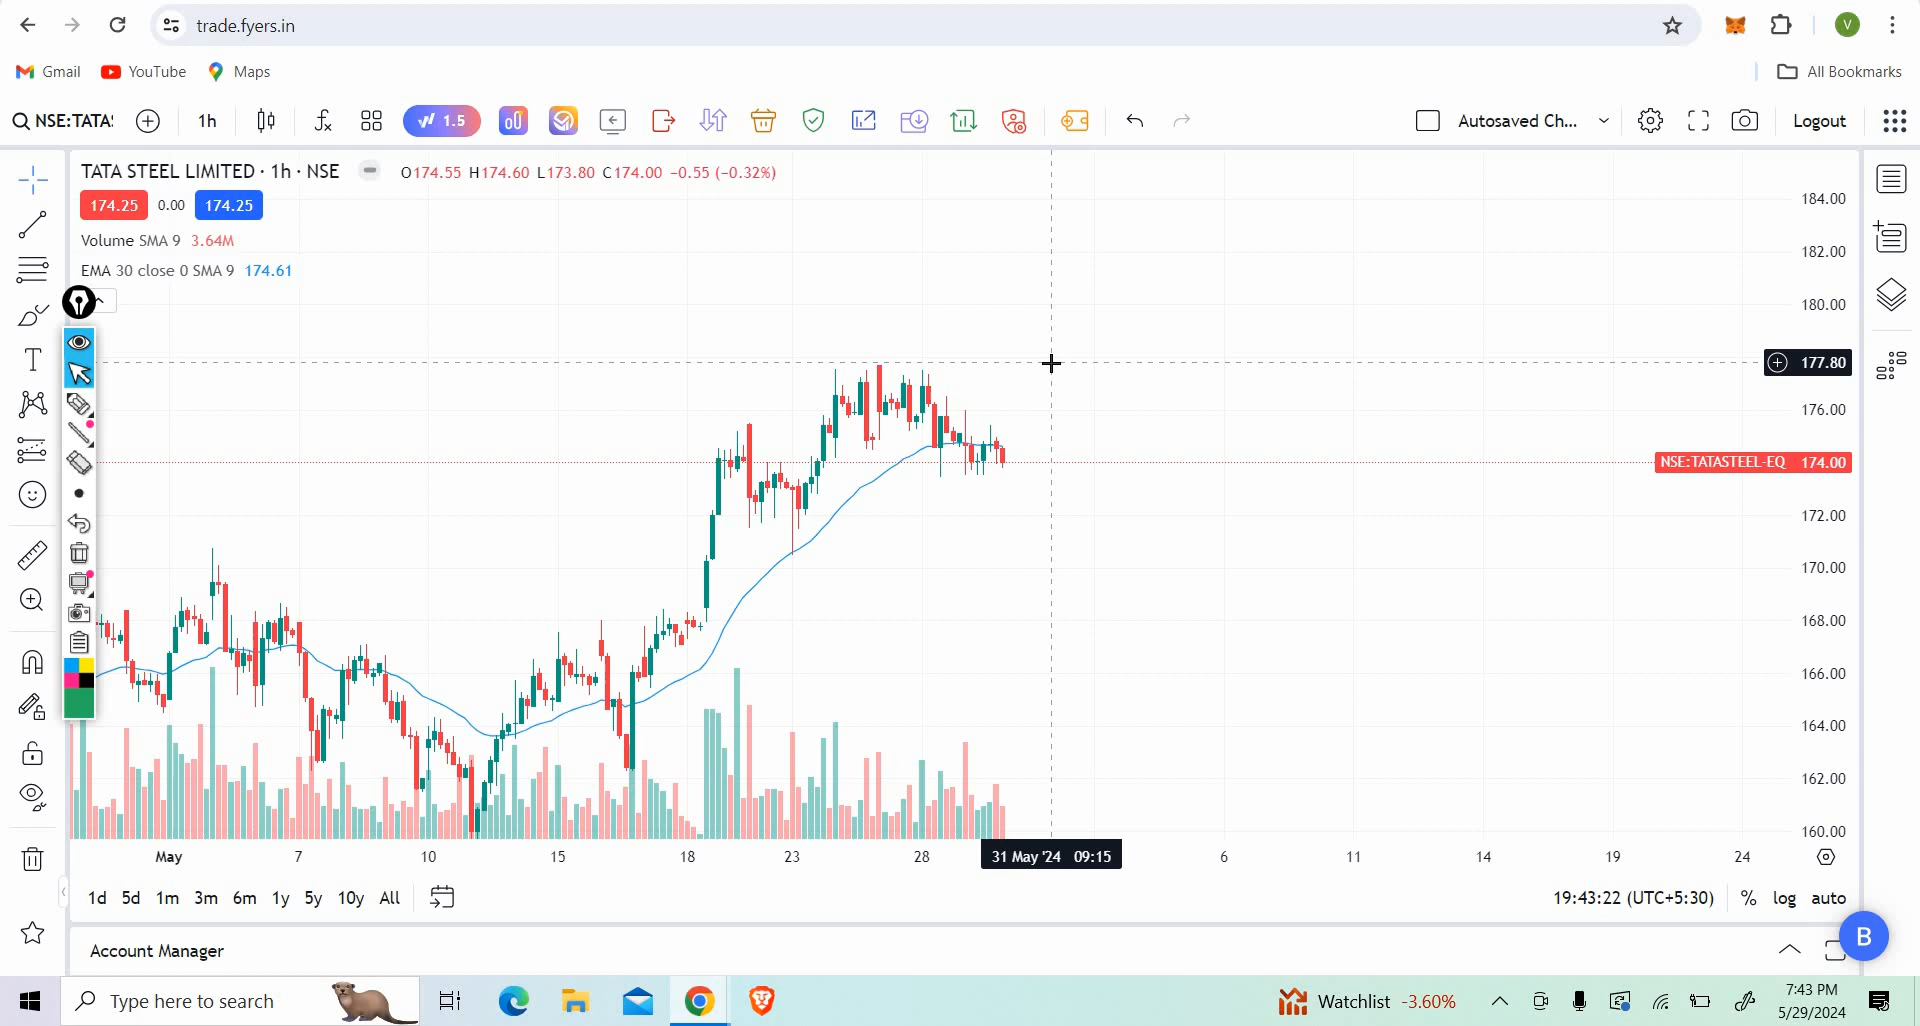 trade.fyers.in
V
Gmail YouTube Maps
All Bookmarks
NSE:TATA
1h
1.5
Autosaved Ch...
Logout
TATA STEEL LIMITED · 1h · NSE
O174.55 H174.60 L173.80 C174.00 −0.55 (−0.32%)
174.25 0.00 174.25
Volume SMA 9 3.64M
EMA 30 close 0 SMA 9 174.61
184.00
182.00
180.00
177.80
176.00
NSE:TATASTEEL-EQ 174.00
172.00
170.00
168.00
166.00
164.00
162.00
160.00
May 7 10 15 18 23 28 31 May '24 09:15 6 11 14 19 24
1d 5d 1m 3m 6m 1y 5y 10y All
19:43:22 (UTC+5:30) % log auto
Account Manager
B
Type here to search
Watchlist -3.60%
7:43 PM
5/29/2024